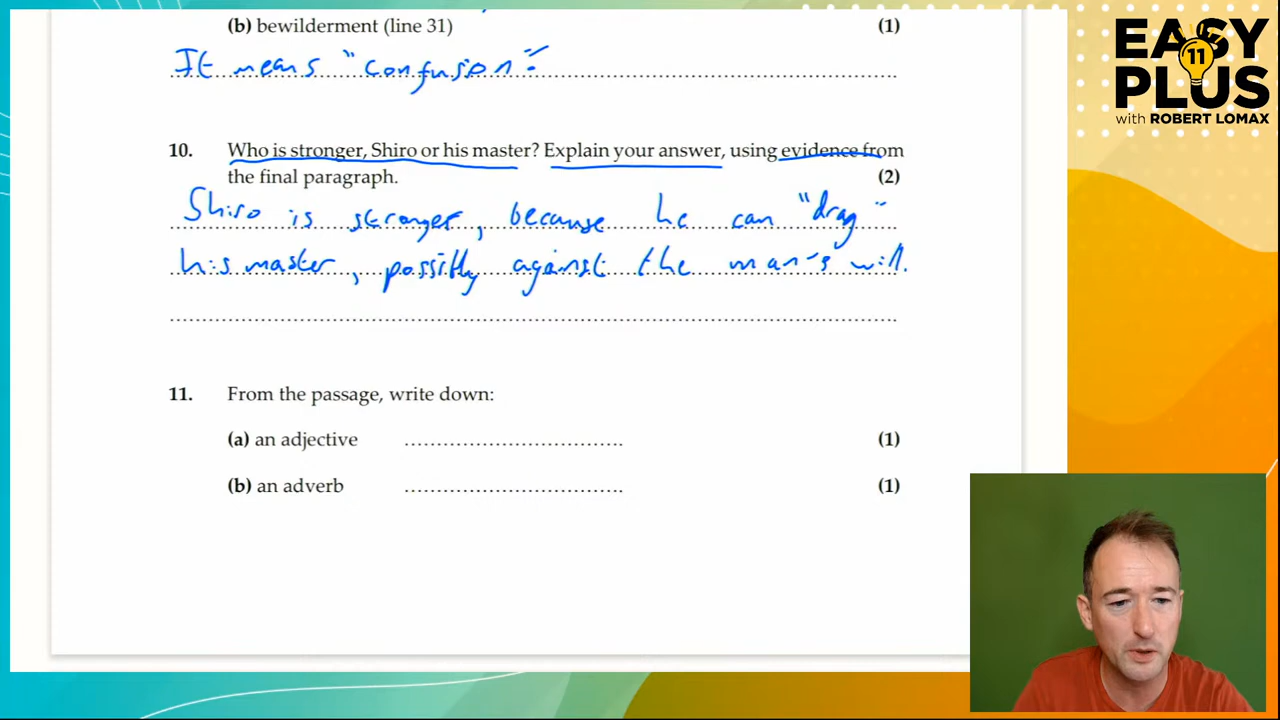 (b) bewilderment (line 31) (1)
It means "confusion".
10. Who is stronger, Shiro or his master? Explain your answer, using evidence from
the final paragraph. (2)
Shiro is stronger, because he can "drag"
his master, possibly against the man's will.
11. From the passage, write down:
(a) an adjective ........................................ (1)
(b) an adverb ........................................ (1)
EASY
11
PLUS
with ROBERT LOMAX